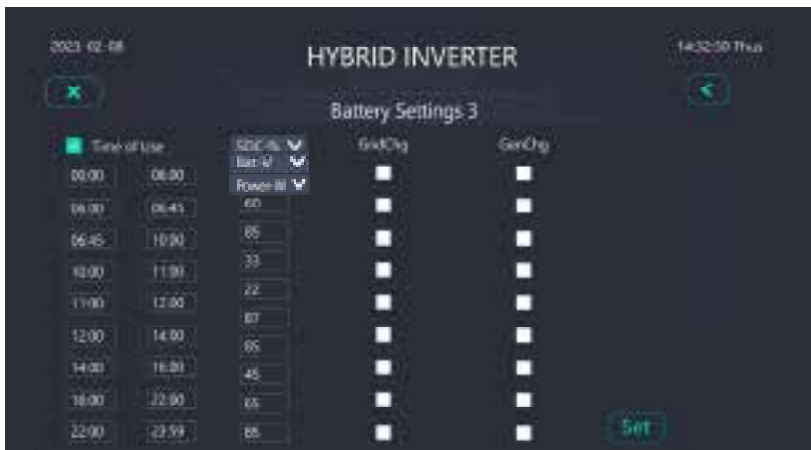 2023 02 08
HYBRID INVERTER
14:32:50 Thus
Battery Settings 3
Time of Use
SOC-%
GridChg
GenChg
Bat-V
Power-W
00:00 06:00
06:00 06:45
60
06:45 10:00
85
10:00 11:00
33
11:00 12:00
22
87
12:00 14:00
85
14:00 16:00
45
18:00 22:00
65
22:00 23:59
88
Set